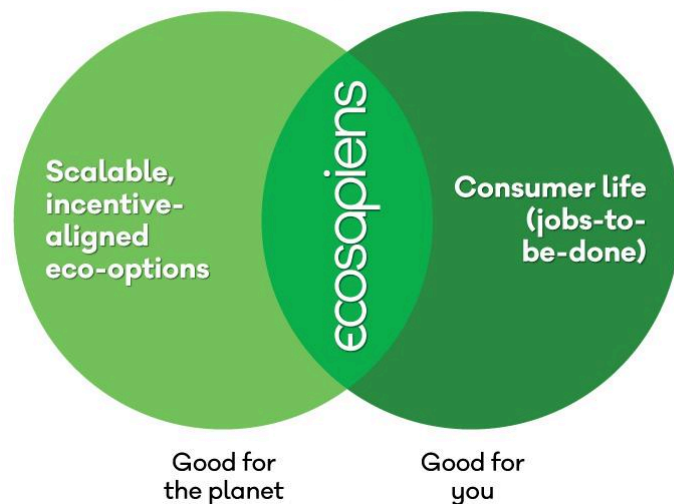 Scalable,
incentive-
aligned
eco-options
ecosapiens
Consumer life
(jobs-to-
be-done)
Good for
the planet
Good for
you